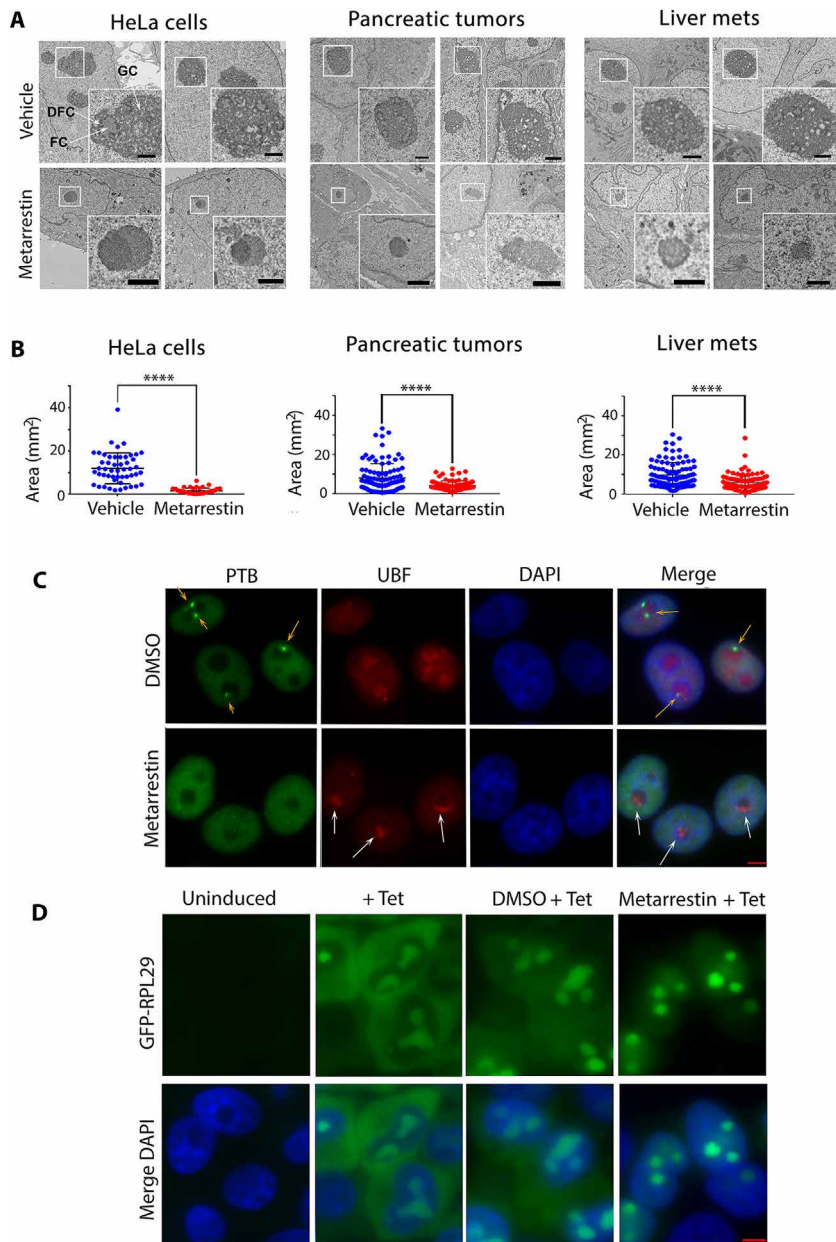 A
HeLa cells
Pancreatic tumors
Liver mets
Vehicle
GC
DFC
FC
Metarrestin
B
HeLa cells
Pancreatic tumors
Liver mets
****
****
****
Area (mm²)
40
20
0
Vehicle
Metarrestin
Area (mm²)
40
20
0
Vehicle
Metarrestin
Area (mm²)
40
20
0
Vehicle
Metarrestin
C
PTB
UBF
DAPI
Merge
DMSO
Metarrestin
D
Uninduced
+ Tet
DMSO + Tet
Metarrestin + Tet
GFP-RPL29
Merge DAPI